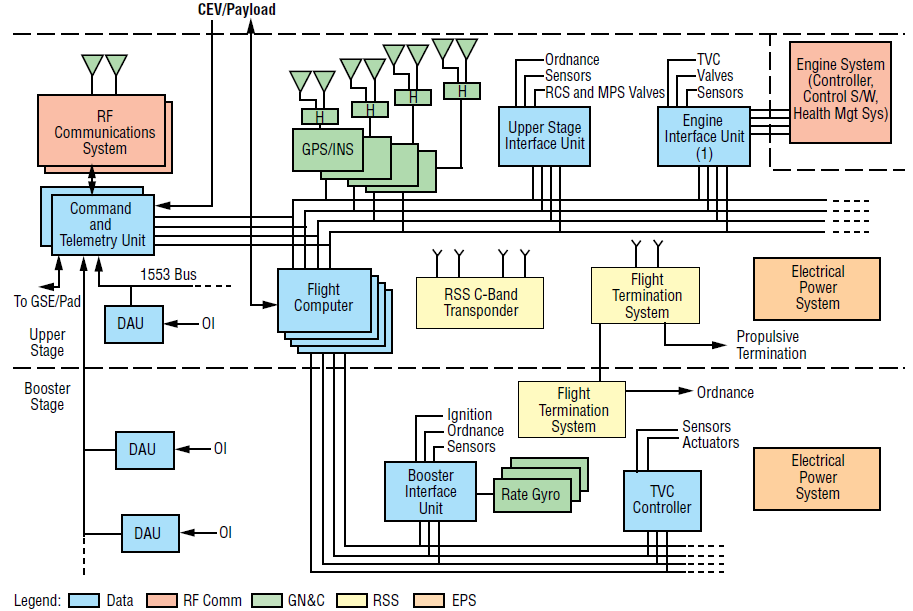 CEV/Payload
RF
Communications
System
H
H
H
H
GPS/INS
Ordnance
Sensors
RCS and MPS Valves
Upper Stage
Interface Unit
TVC
Valves
Sensors
Engine
Interface Unit
(1)
Engine System
(Controller,
Control S/W,
Health Mgt Sys)
Command
and
Telemetry Unit
1553 Bus
To GSE/Pad
DAU
OI
Upper
Stage
Flight
Computer
RSS C-Band
Transponder
Flight
Termination
System
Electrical
Power
System
Propulsive
Termination
Booster
Stage
Flight
Termination
System
Ordnance
DAU
OI
Ignition
Ordnance
Sensors
Booster
Interface
Unit
Rate Gyro
Sensors
Actuators
TVC
Controller
Electrical
Power
System
DAU
OI
Legend: Data RF Comm GN&C RSS EPS